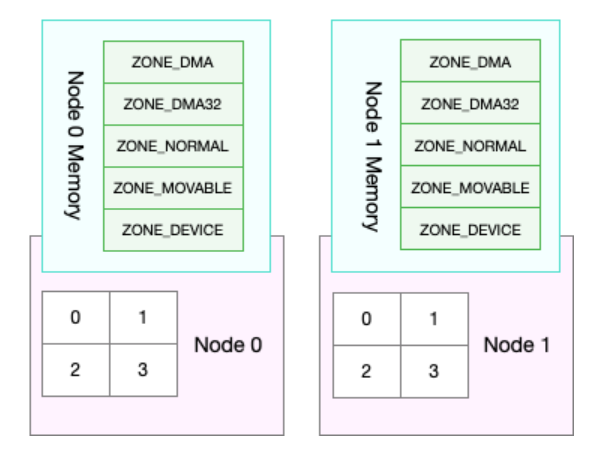 Node 0 Memory
ZONE_DMA
ZONE_DMA32
ZONE_NORMAL
ZONE_MOVABLE
ZONE_DEVICE
0 1
2 3
Node 0
Node 1 Memory
ZONE_DMA
ZONE_DMA32
ZONE_NORMAL
ZONE_MOVABLE
ZONE_DEVICE
0 1
2 3
Node 1